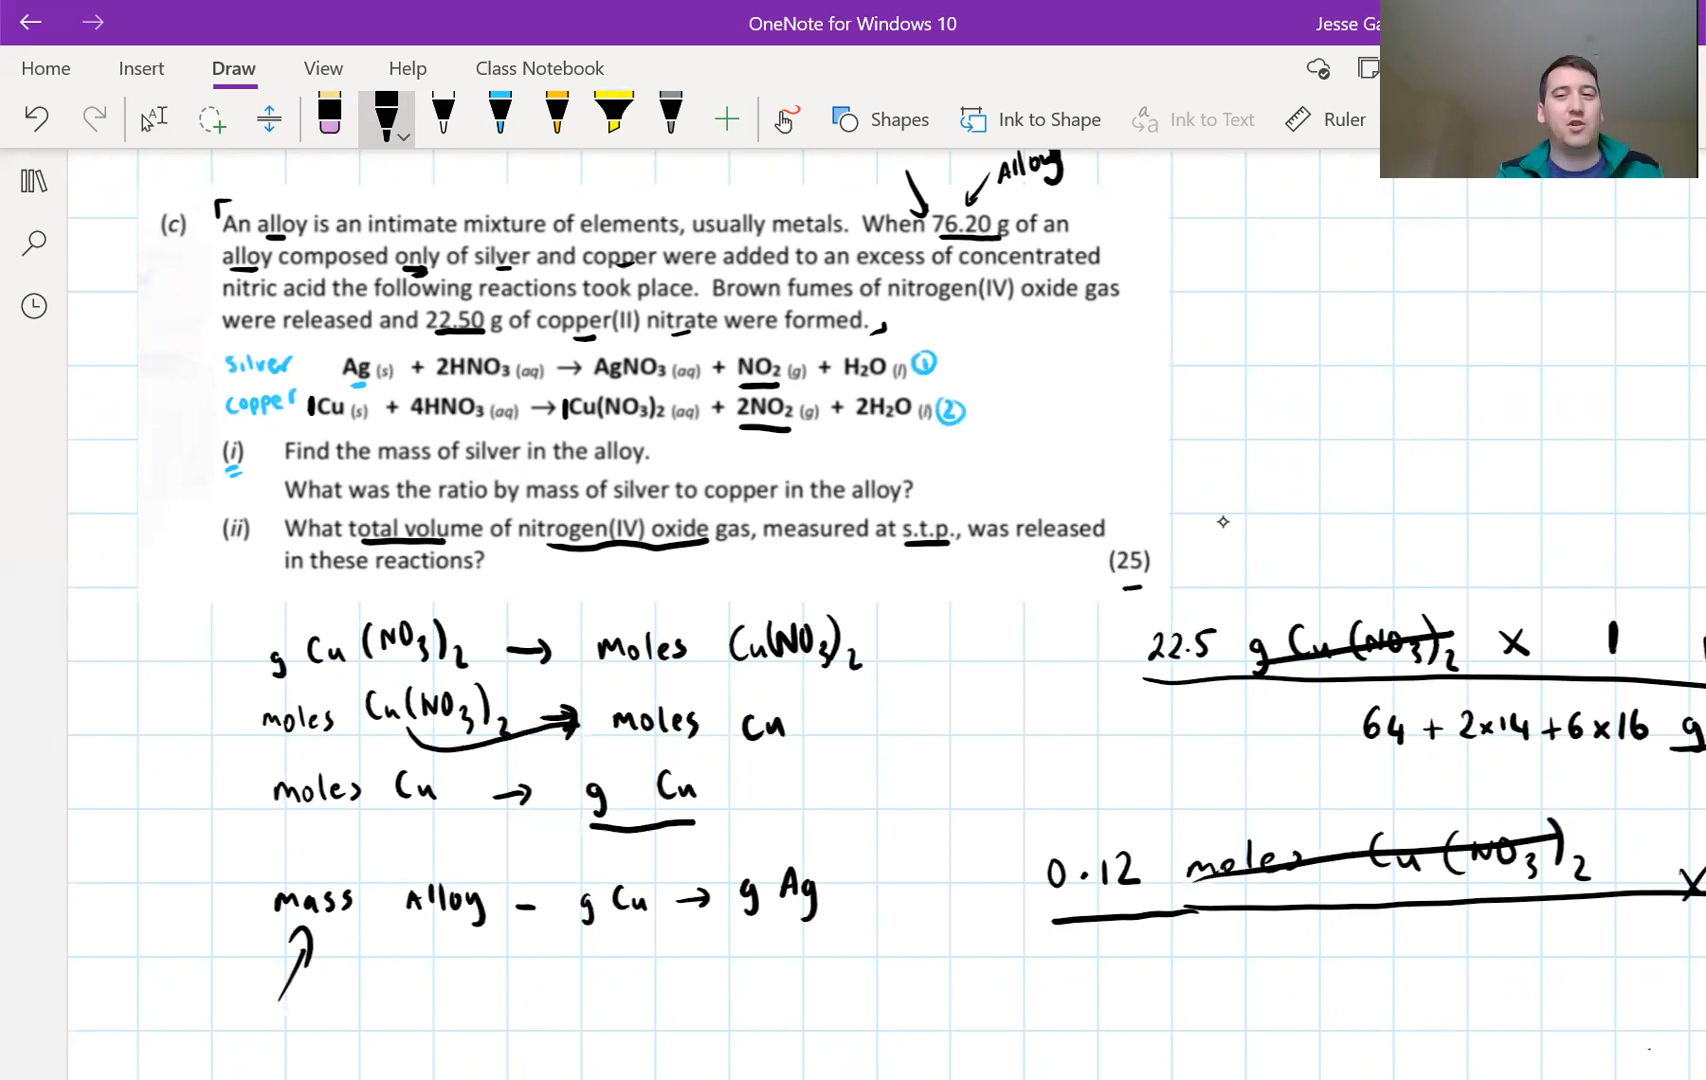 OneNote for Windows 10
Jesse Ga
Home Insert Draw View Help Class Notebook
Shapes Ink to Shape Ink to Text Ruler
Alloy
(c) An alloy is an intimate mixture of elements, usually metals. When 76.20 g of an
alloy composed only of silver and copper were added to an excess of concentrated
nitric acid the following reactions took place. Brown fumes of nitrogen(IV) oxide gas
were released and 22.50 g of copper(II) nitrate were formed.
silver Ag (s) + 2HNO₃ (aq) → AgNO₃ (aq) + NO₂ (g) + H₂O (l) ①
copper 1Cu (s) + 4HNO₃ (aq) → 1Cu(NO₃)₂ (aq) + 2NO₂ (g) + 2H₂O (l) ②
(i) Find the mass of silver in the alloy.
What was the ratio by mass of silver to copper in the alloy?
(ii) What total volume of nitrogen(IV) oxide gas, measured at s.t.p., was released
in these reactions? (25)
g Cu(NO₃)₂ → moles Cu(NO₃)₂
moles Cu(NO₃)₂ → moles Cu
moles Cu → g Cu
mass Alloy - g Cu → g Ag
22.5 g Cu(NO₃)₂ x 1
64 + 2x14 + 6x16 g
0.12 moles Cu(NO₃)₂ x